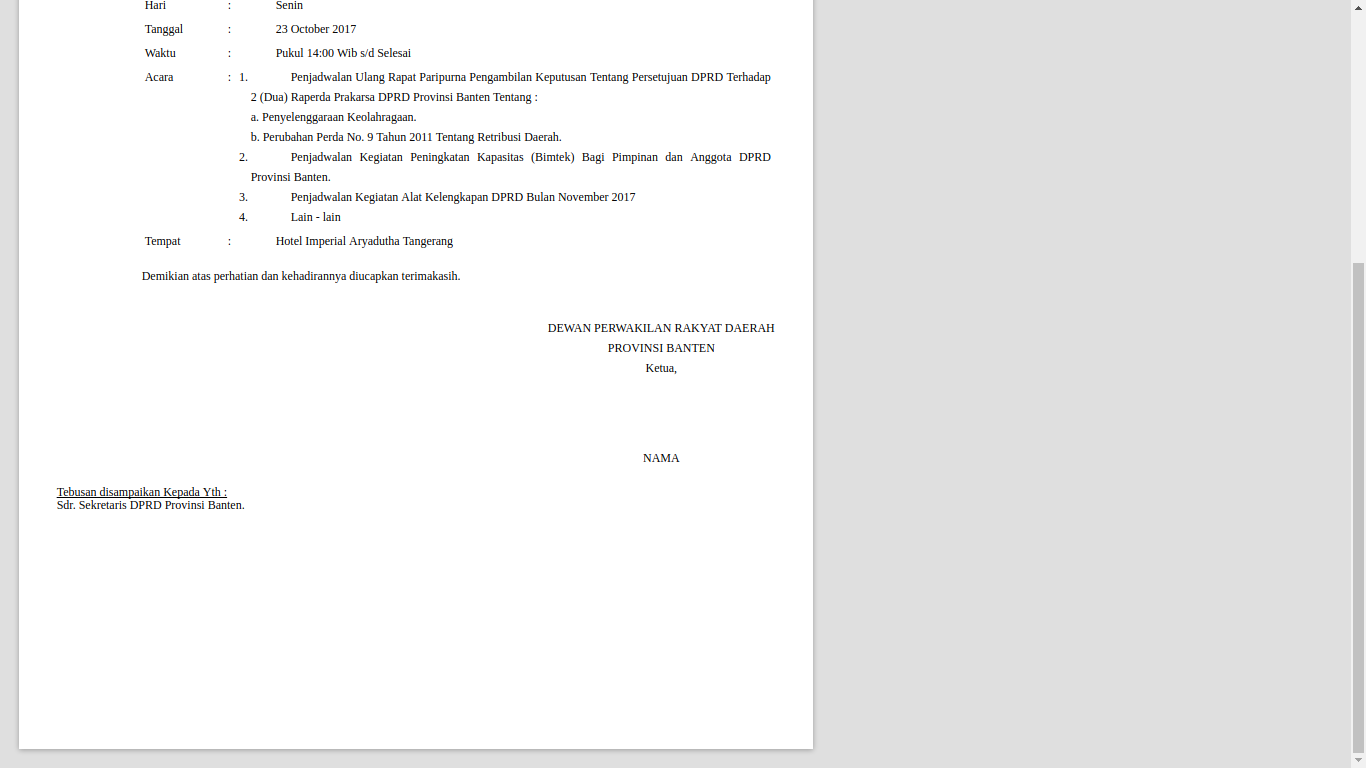 Hari : Senin
Tanggal : 23 October 2017
Waktu : Pukul 14:00 Wib s/d Selesai
Acara : 1. Penjadwalan Ulang Rapat Paripurna Pengambilan Keputusan Tentang Persetujuan DPRD Terhadap
2 (Dua) Raperda Prakarsa DPRD Provinsi Banten Tentang :
a. Penyelenggaraan Keolahragaan.
b. Perubahan Perda No. 9 Tahun 2011 Tentang Retribusi Daerah.
2. Penjadwalan Kegiatan Peningkatan Kapasitas (Bimtek) Bagi Pimpinan dan Anggota DPRD
Provinsi Banten.
3. Penjadwalan Kegiatan Alat Kelengkapan DPRD Bulan November 2017
4. Lain - lain
Tempat : Hotel Imperial Aryadutha Tangerang
Demikian atas perhatian dan kehadirannya diucapkan terimakasih.
DEWAN PERWAKILAN RAKYAT DAERAH
PROVINSI BANTEN
Ketua,
NAMA
Tebusan disampaikan Kepada Yth :
Sdr. Sekretaris DPRD Provinsi Banten.